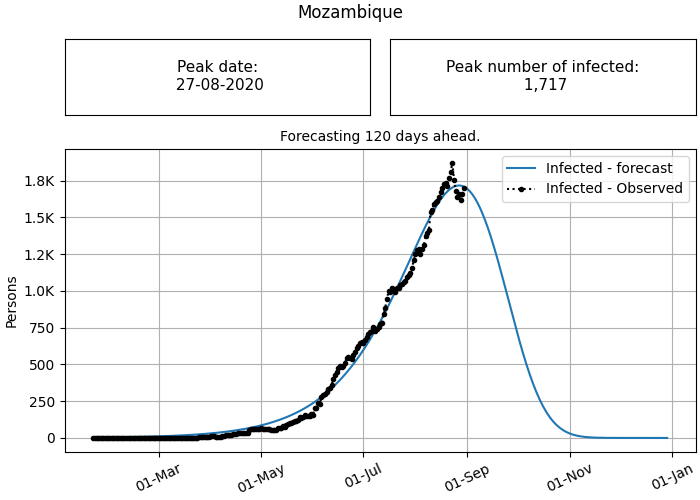 Mozambique
Peak date:
27-08-2020
Peak number of infected:
1,717
Forecasting 120 days ahead.
Infected - forecast
Infected - Observed
1.8K
1.5K
1.2K
1.0K
750
500
250
0
Persons
01-Mar
01-May
01-Jul
01-Sep
01-Nov
01-Jan